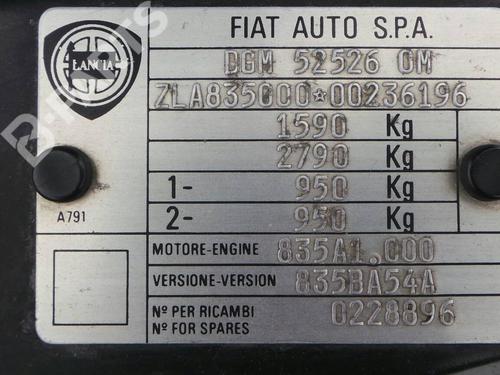 FIAT AUTO S.P.A.
LANCIA
DGM 52526 OM
ZLA835000*00236196
1590 Kg
2790 Kg
1- 950 Kg
2- 950 Kg
A791
MOTORE-ENGINE 835A1.000
VERSIONE-VERSION 835BA54A
Nº PER RICAMBI
Nº FOR SPARES 0228896